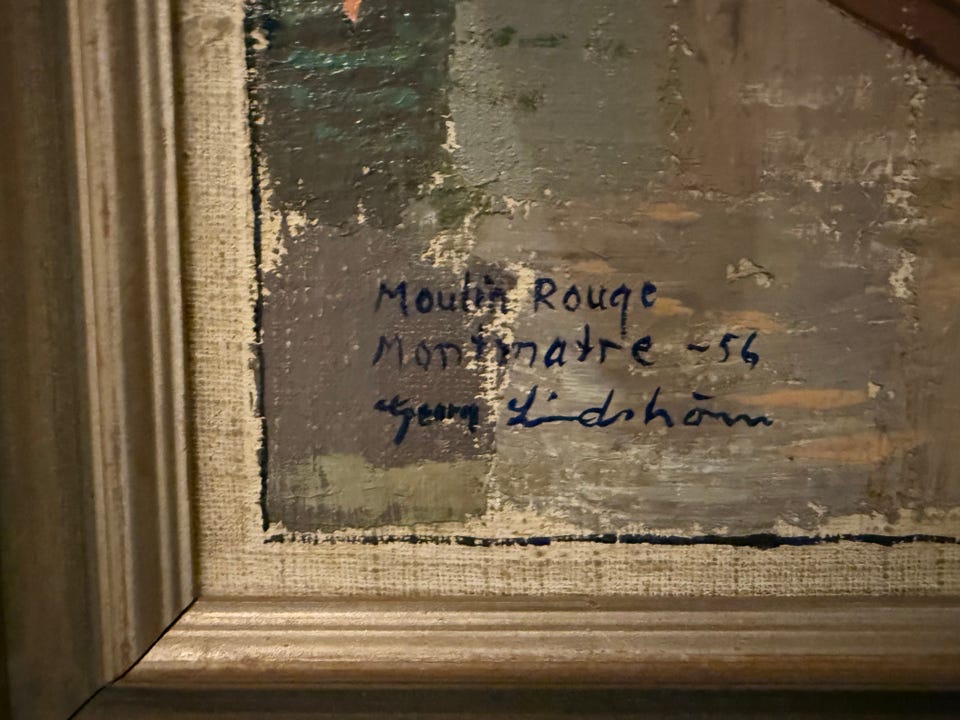 Moulin Rouge
Montmatre -56
Georg Lindström